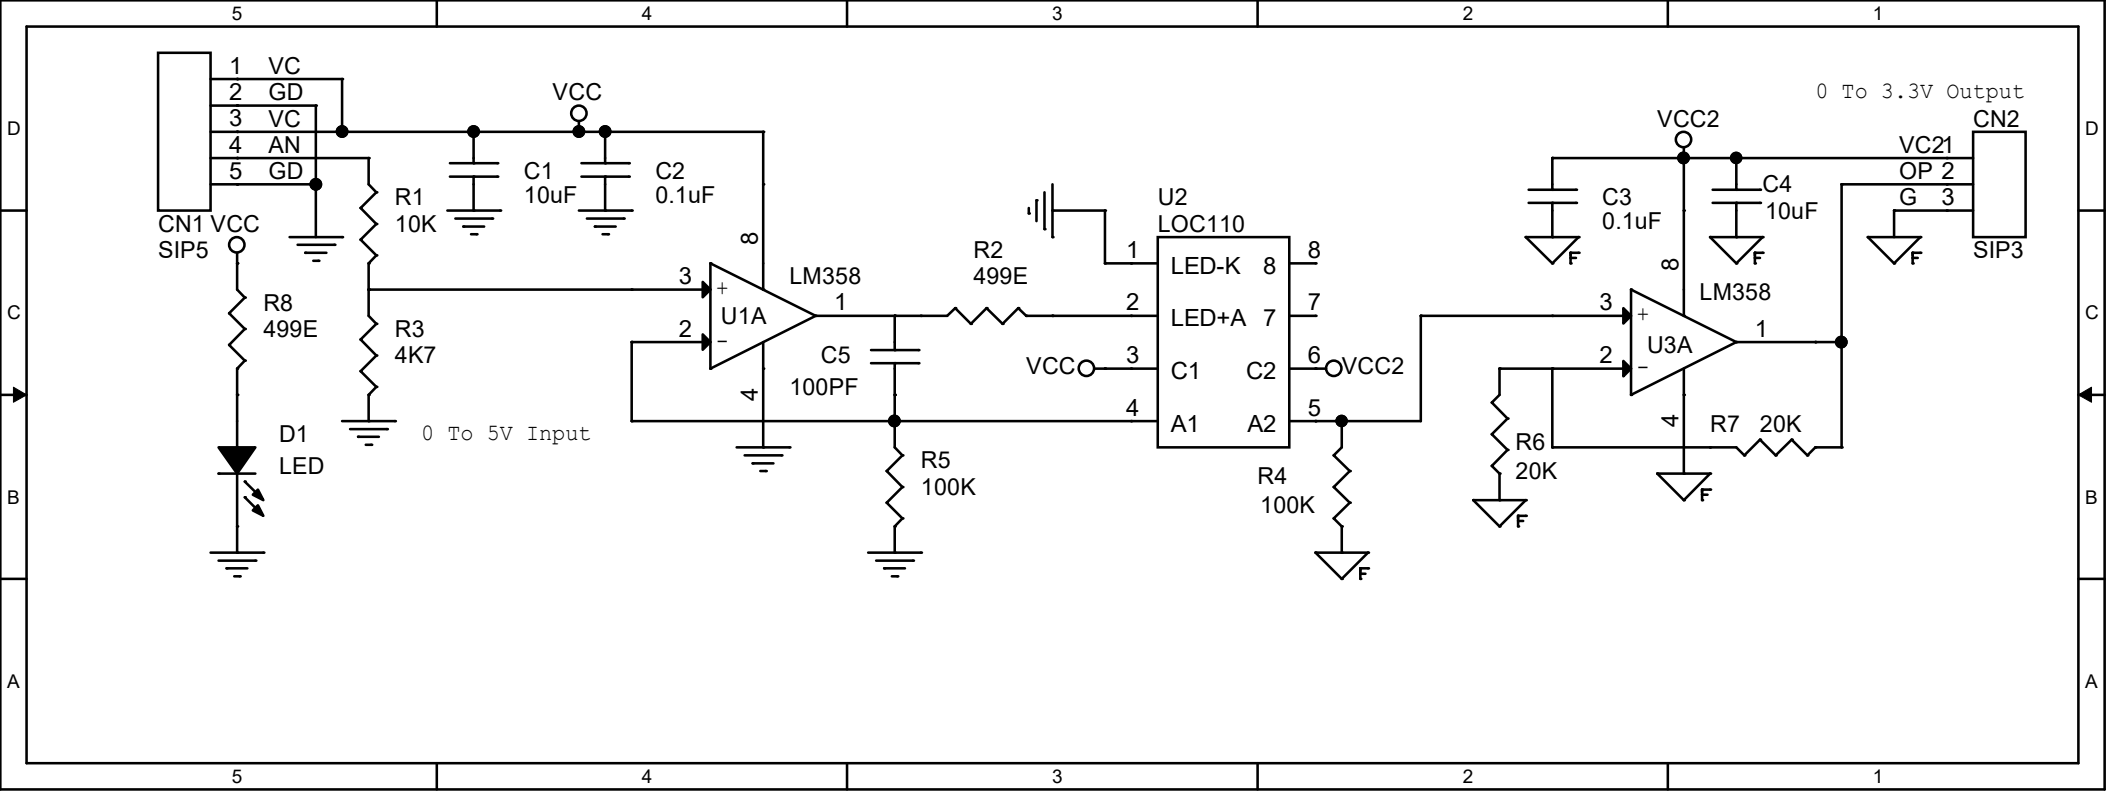 5 4 3 2 1
D
C
B
A
1 VC
2 GD
3 VC
4 AN
5 GD
CN1
SIP5
VCC
R8
499E
D1
LED
R1
10K
R3
4K7
0 To 5V Input
C1
10uF
VCC
C2
0.1uF
8
3
+
2
−
U1A
LM358
1
4
C5
100PF
R2
499E
R5
100K
U2
LOC110
1 LED-K 8 8
2 LED+A 7 7
VCC 3 C1 C2 6 VCC2
4 A1 A2 5
R4
100K
F
0 To 3.3V Output
VCC2
C3
0.1uF
F
C4
10uF
F
CN2
VC2 1
OP 2
G 3
SIP3
F
8
LM358
3
+
2
−
U3A
1
4
R6
20K
F
R7 20K
F
D
C
B
A
5 4 3 2 1